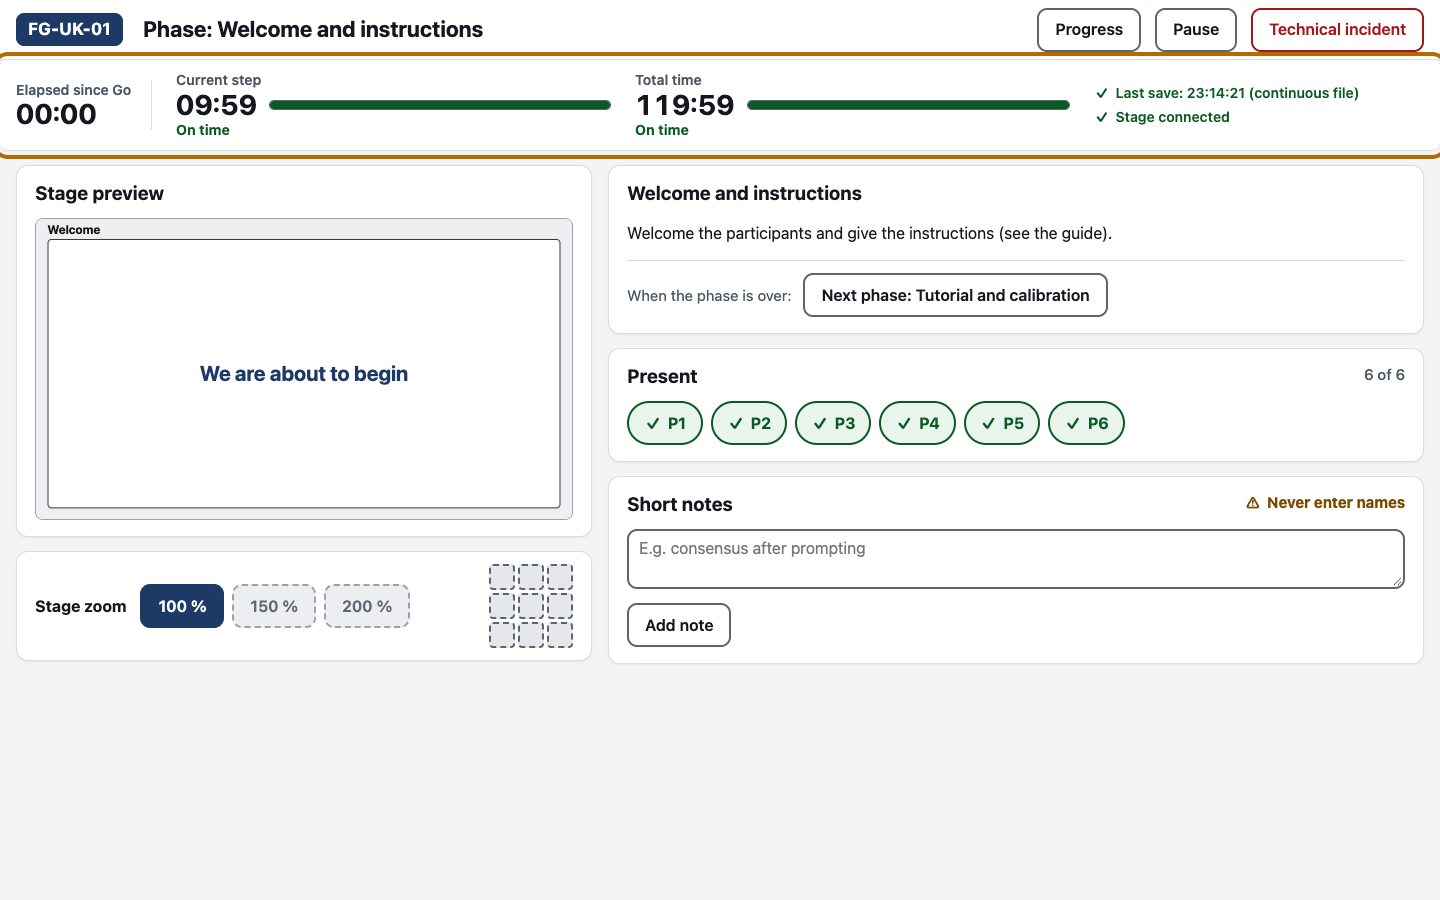 FG-UK-01
Phase: Welcome and instructions
Progress
Pause
Technical incident
Elapsed since Go
00:00
Current step
09:59
On time
Total time
119:59
On time
Last save: 23:14:21 (continuous file)
Stage connected
Stage preview
Welcome
We are about to begin
Stage zoom
100 %
150 %
200 %
Welcome and instructions
Welcome the participants and give the instructions (see the guide).
When the phase is over:
Next phase: Tutorial and calibration
Present
6 of 6
P1
P2
P3
P4
P5
P6
Short notes
Never enter names
E.g. consensus after prompting
Add note